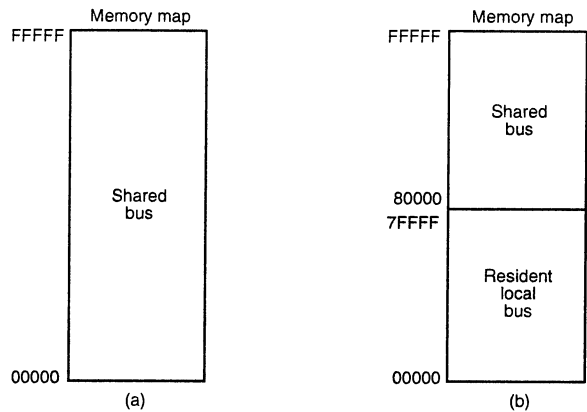 Memory map
FFFFF
Shared
bus
00000
(a)
Memory map
FFFFF
Shared
bus
80000
7FFFF
Resident
local
bus
00000
(b)